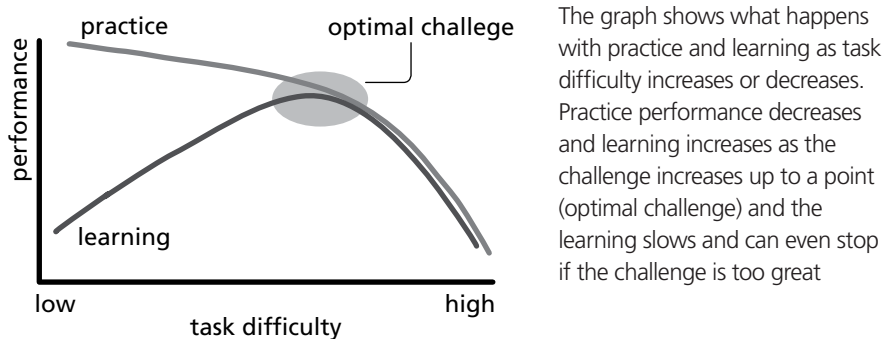 practice
optimal challege
performance
learning
low
high
task difficulty
The graph shows what happens
with practice and learning as task
difficulty increases or decreases.
Practice performance decreases
and learning increases as the
challenge increases up to a point
(optimal challenge) and the
learning slows and can even stop
if the challenge is too great